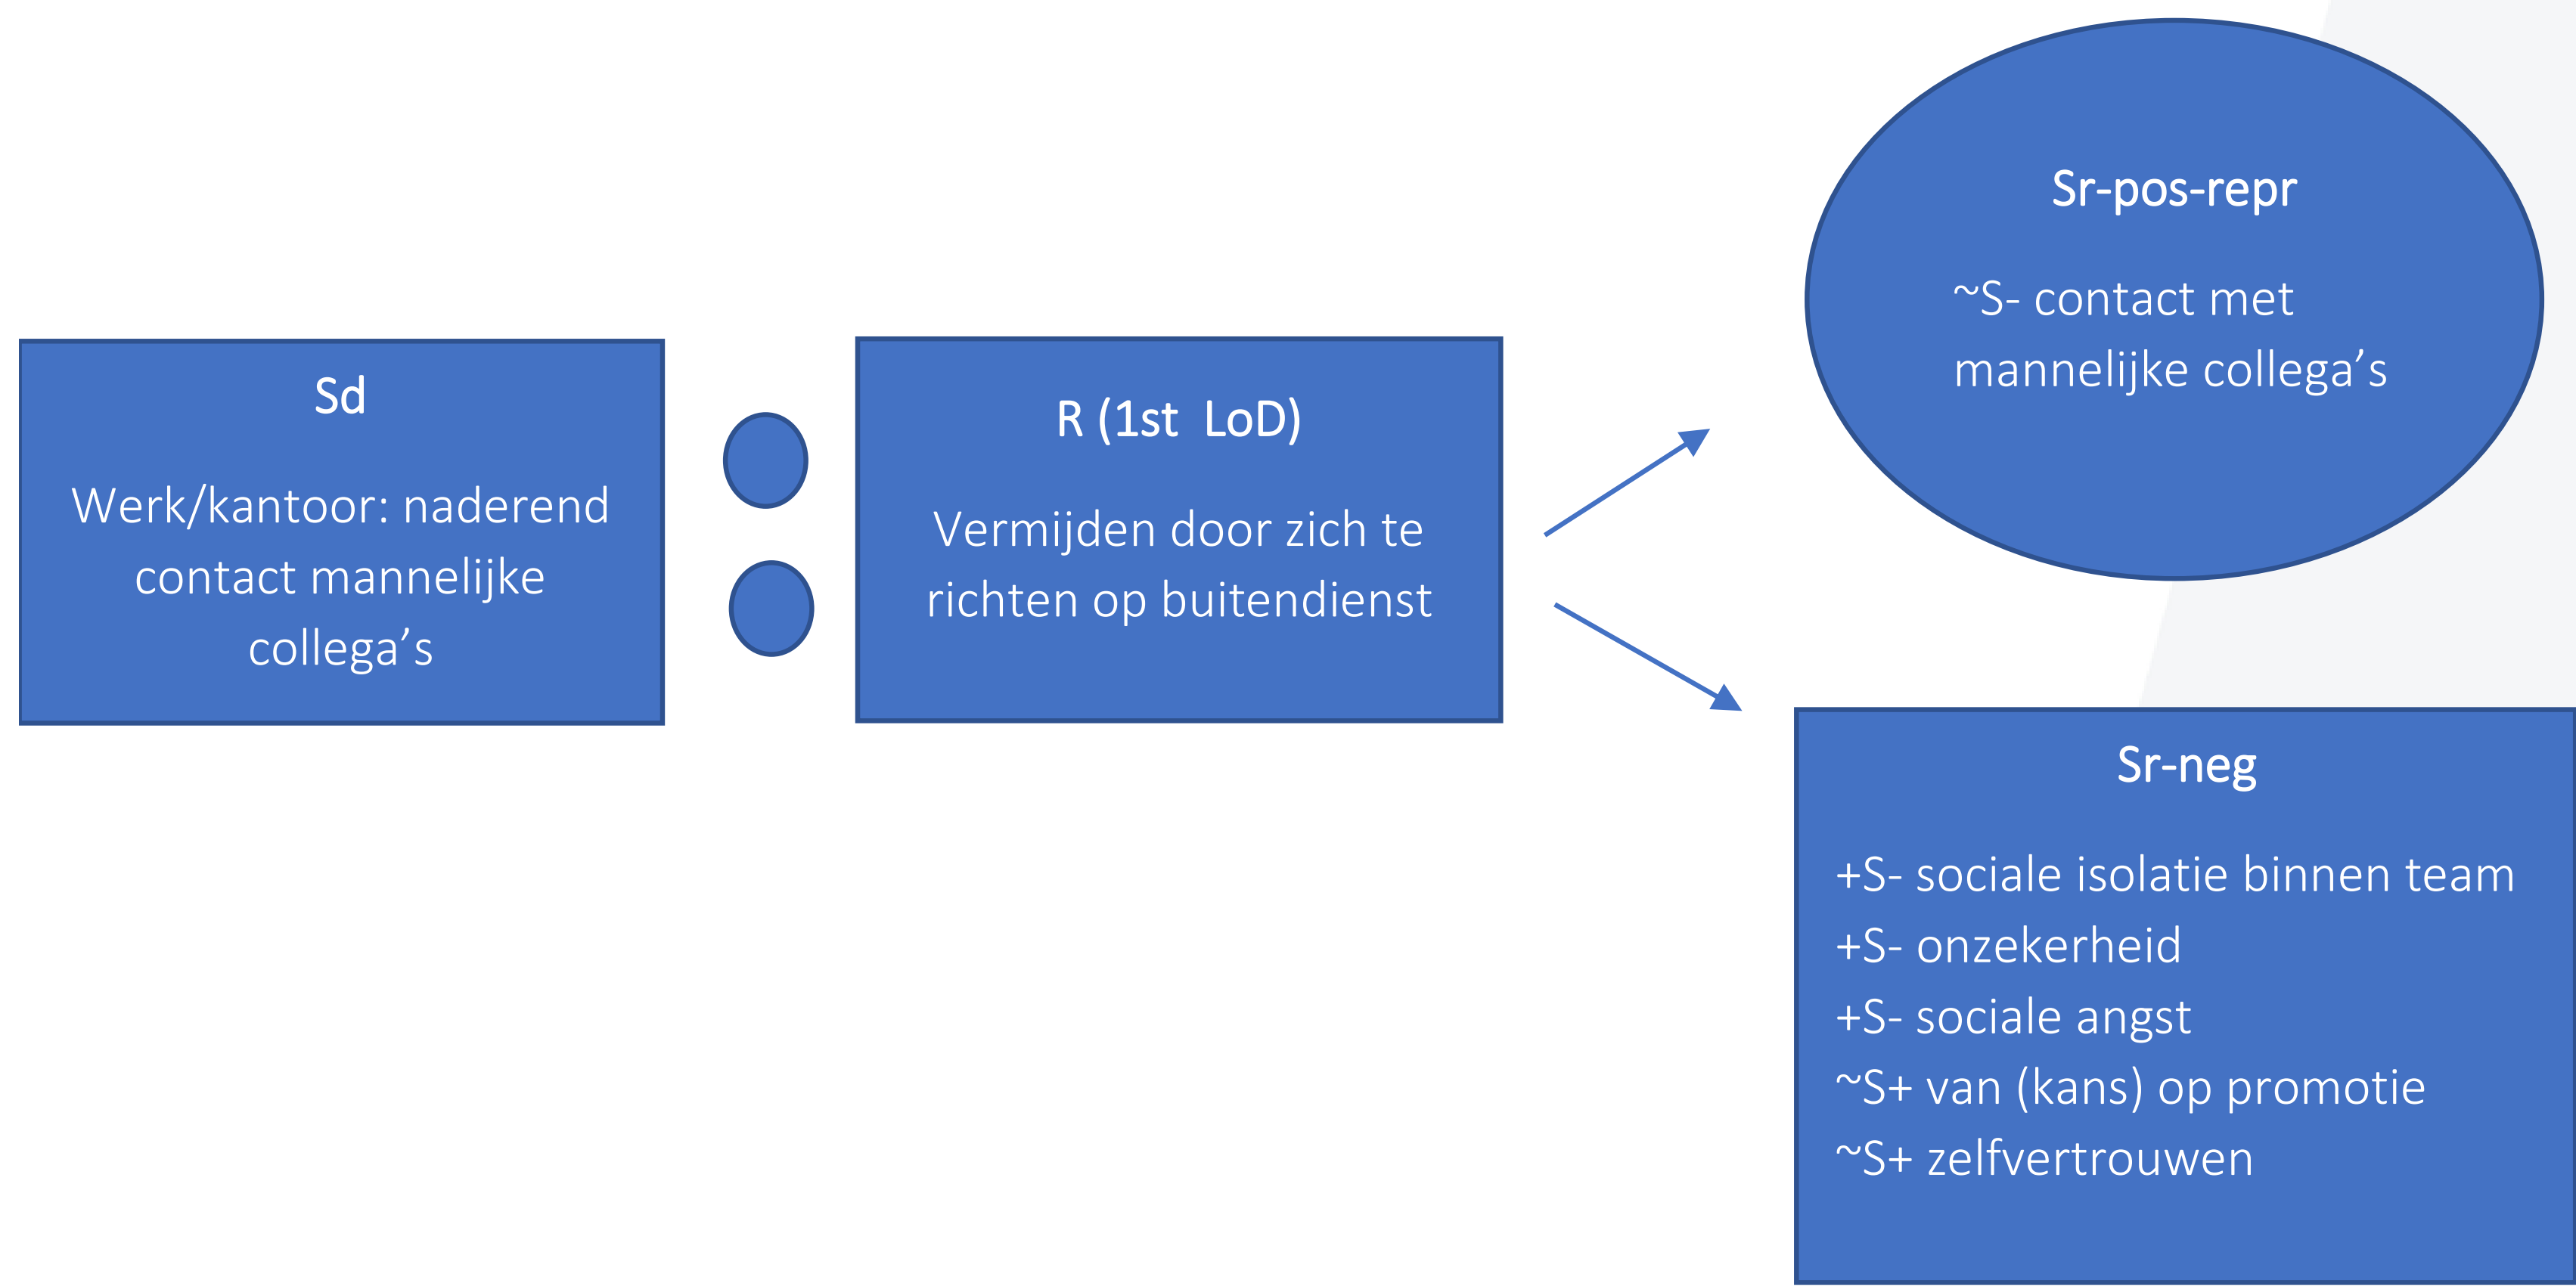 Sd
Werk/kantoor: naderend
contact mannelijke
collega’s
R (1st  LoD)
Vermijden door zich te
richten op buitendienst
Sr-pos-repr
~S- contact met
mannelijke collega’s
Sr-neg
+S- sociale isolatie binnen team
+S- onzekerheid
+S- sociale angst
~S+ van (kans) op promotie
~S+ zelfvertrouwen